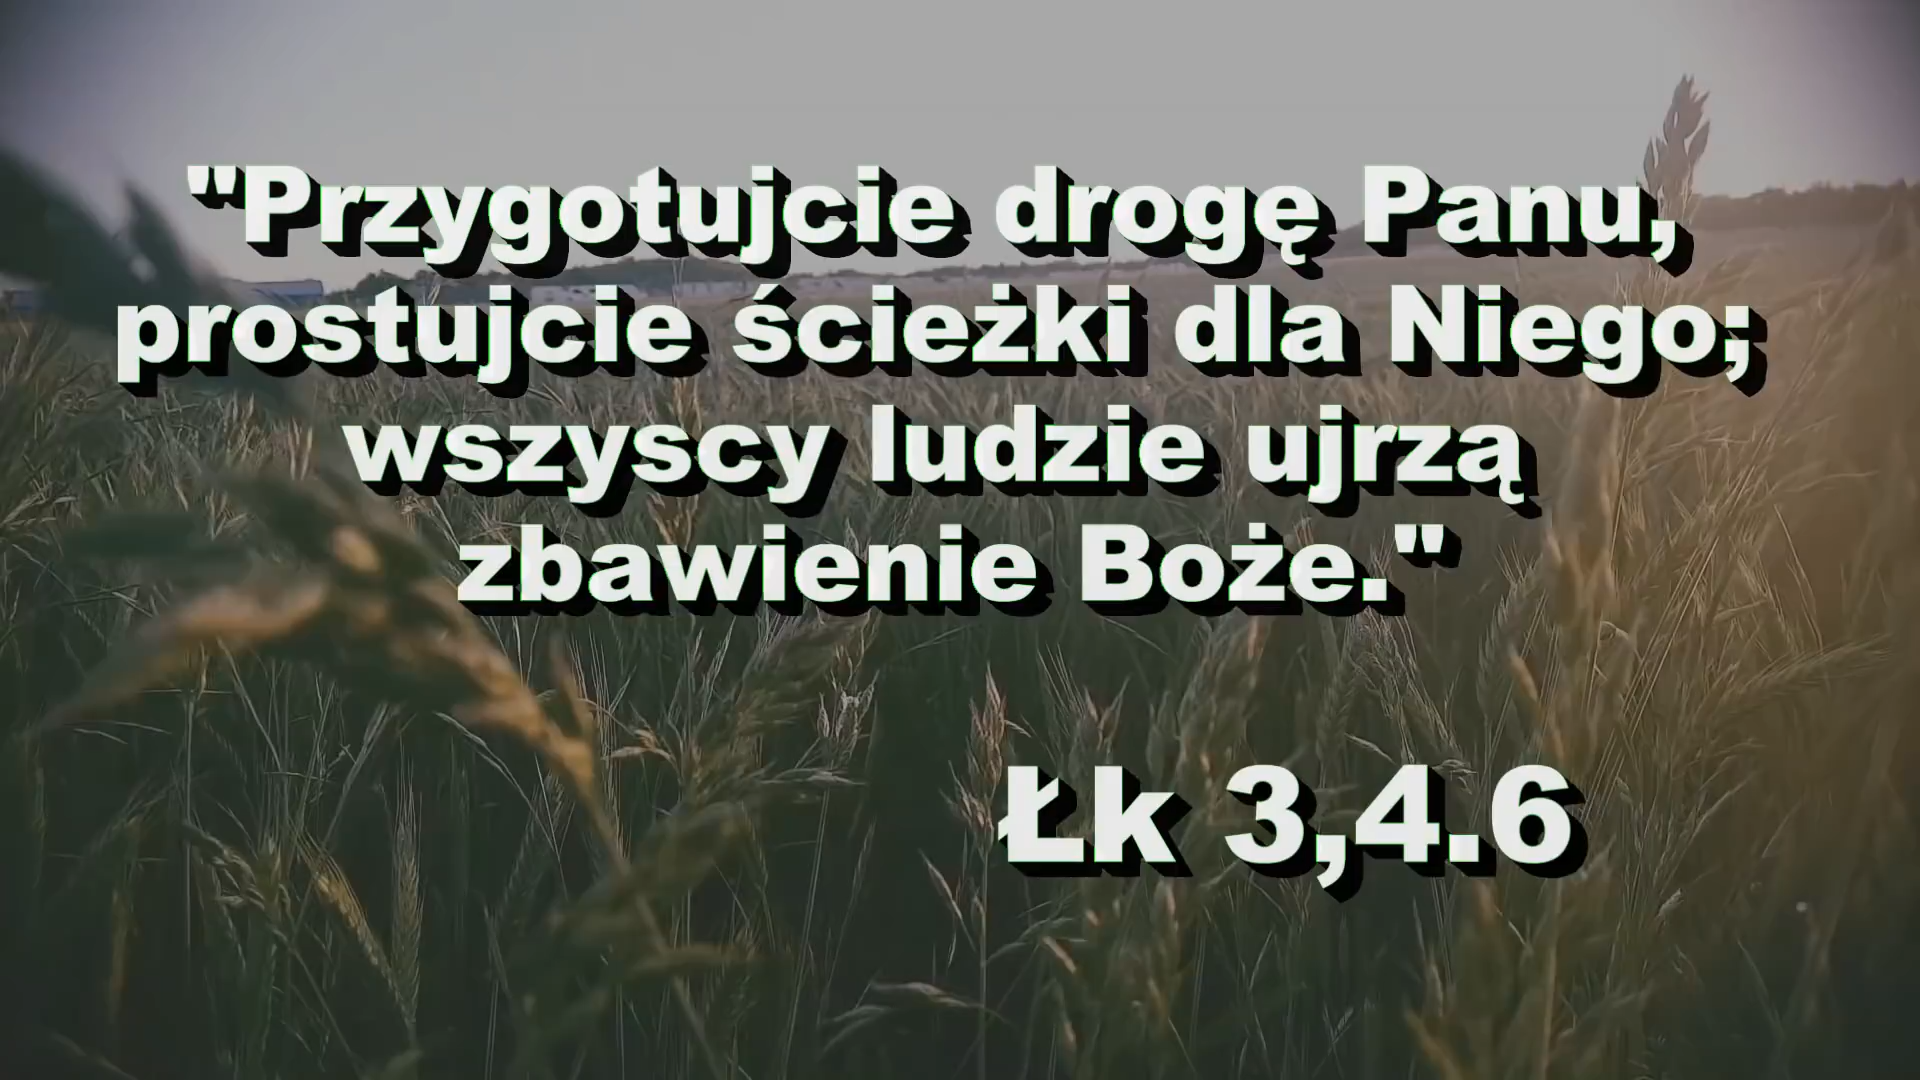 "Przygotujcie drogę Panu,
prostujcie ścieżki dla Niego;
wszyscy ludzie ujrzą
zbawienie Boże."
Łk 3,4.6